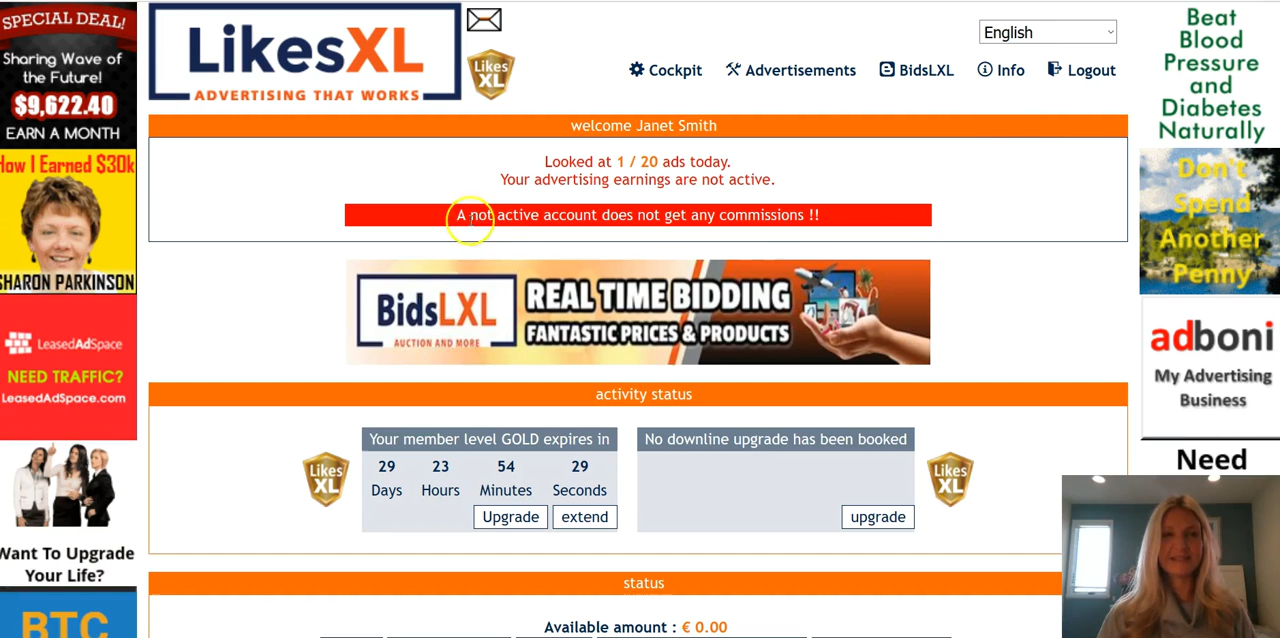 SPECIAL DEAL!
Sharing Wave of
the Future!
$9,622.40
EARN A MONTH
How I Earned $30k
SHARON PARKINSON
LeasedAdSpace
NEED TRAFFIC?
LeasedAdSpace.com
Want To Upgrade
Your Life?
BTC
LikesXL
ADVERTISING THAT WORKS
Likes
XL
English
Cockpit
Advertisements
BidsLXL
Info
Logout
welcome Janet Smith
Looked at 1 / 20 ads today.
Your advertising earnings are not active.
A not active account does not get any commissions !!
BidsLXL
AUCTION AND MORE
REAL TIME BIDDING
FANTASTIC PRICES & PRODUCTS
activity status
Likes
XL
Your member level GOLD expires in
29 23 54 29
Days Hours Minutes Seconds
Upgrade extend
No downline upgrade has been booked
upgrade
Likes
XL
status
Available amount : € 0.00
Beat
Blood
Pressure
and
Diabetes
Naturally
Don't
Spend
Another
Penny
adboni
My Advertising
Business
Need